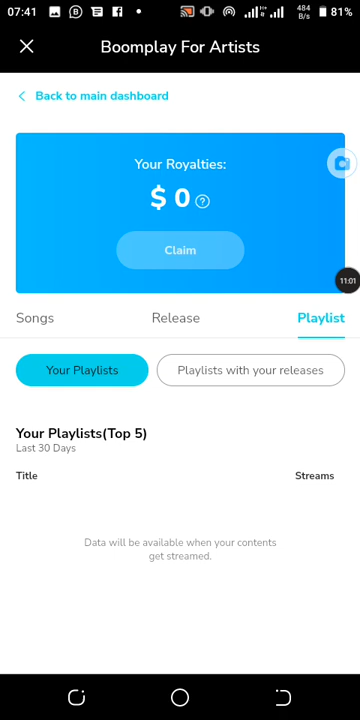 07:41
484 B/s
81%
Boomplay For Artists
Back to main dashboard
Your Royalties:
$ 0
Claim
11:01
Songs Release Playlist
Your Playlists Playlists with your releases
Your Playlists(Top 5)
Last 30 Days
Title Streams
Data will be available when your contents
get streamed.